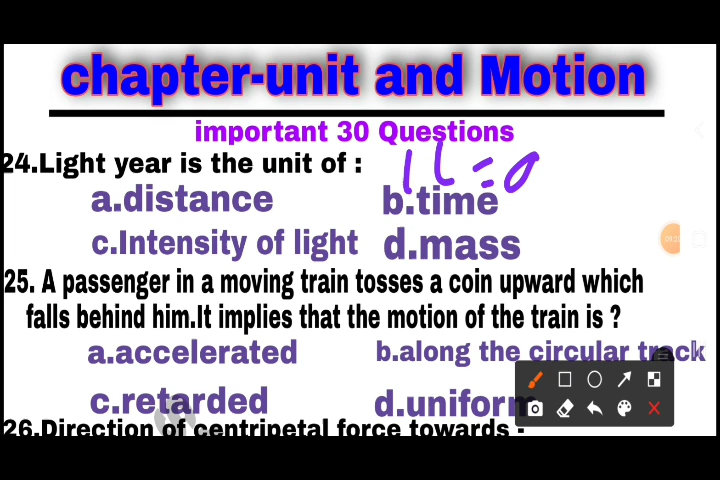 chapter-unit and Motion
important 30 Questions
24.Light year is the unit of :
a.distance b.time
c.Intensity of light d.mass
25. A passenger in a moving train tosses a coin upward which
falls behind him.It implies that the motion of the train is ?
a.accelerated b.along the circular track
c.retarded d.uniform
26.Direction of centripetal force towards :